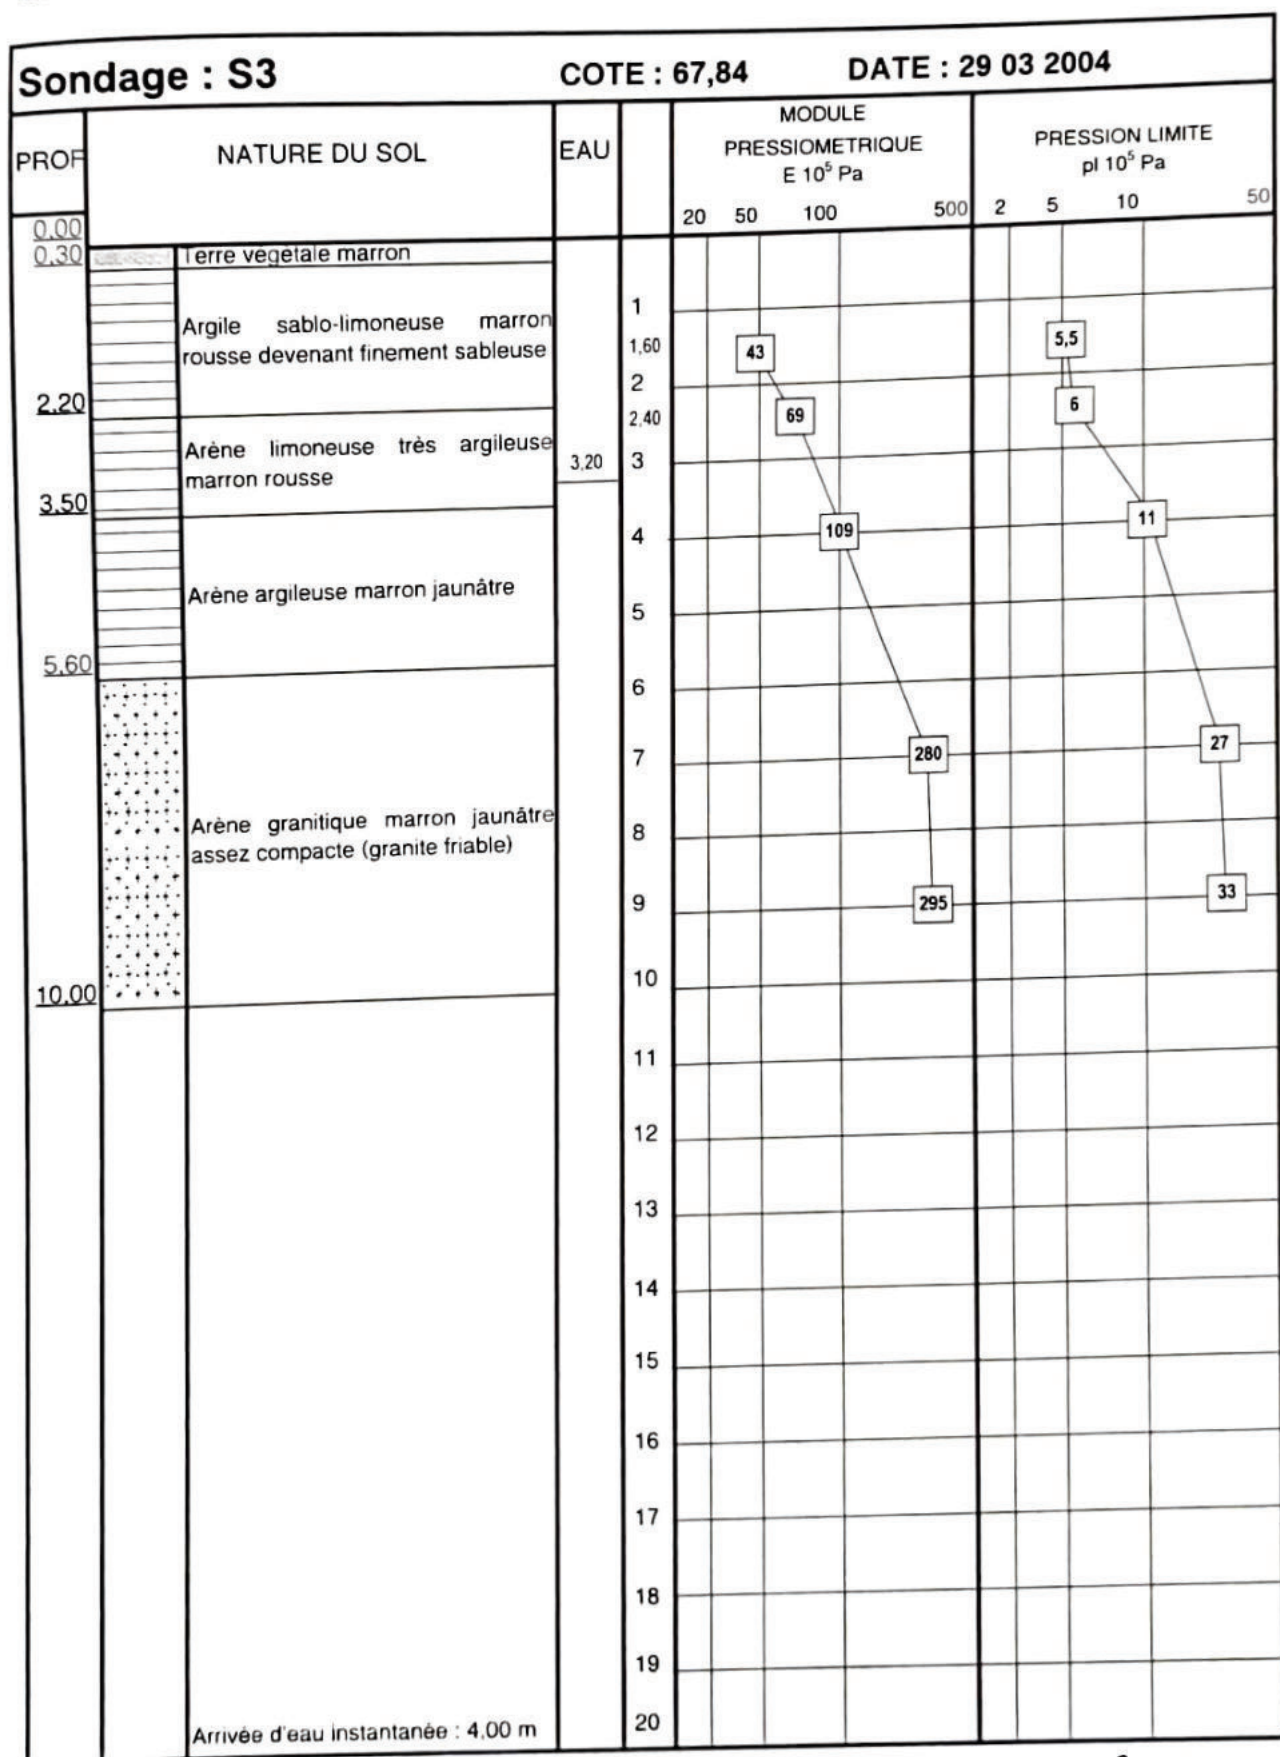 Sondage : S3 COTE : 67,84 DATE : 29 03 2004
PROF NATURE DU SOL EAU
MODULE
PRESSIOMETRIQUE
E 10⁵ Pa
20 50 100 500
PRESSION LIMITE
pl 10⁵ Pa
2 5 10 50
0.00
0.30 Terre végétale marron
1
Argile sablo-limoneuse marron
rousse devenant finement sableuse
1,60 43 5,5
2
2,20
2,40 69 6
Arène limoneuse très argileuse
marron rousse
3,20 3
3,50
4 109 11
Arène argileuse marron jaunâtre
5
5,60
6
7 280 27
Arène granitique marron jaunâtre
assez compacte (granite friable)
8
9 295 33
10,00 10
11
12
13
14
15
16
17
18
19
20
Arrivée d'eau instantanée : 4,00 m